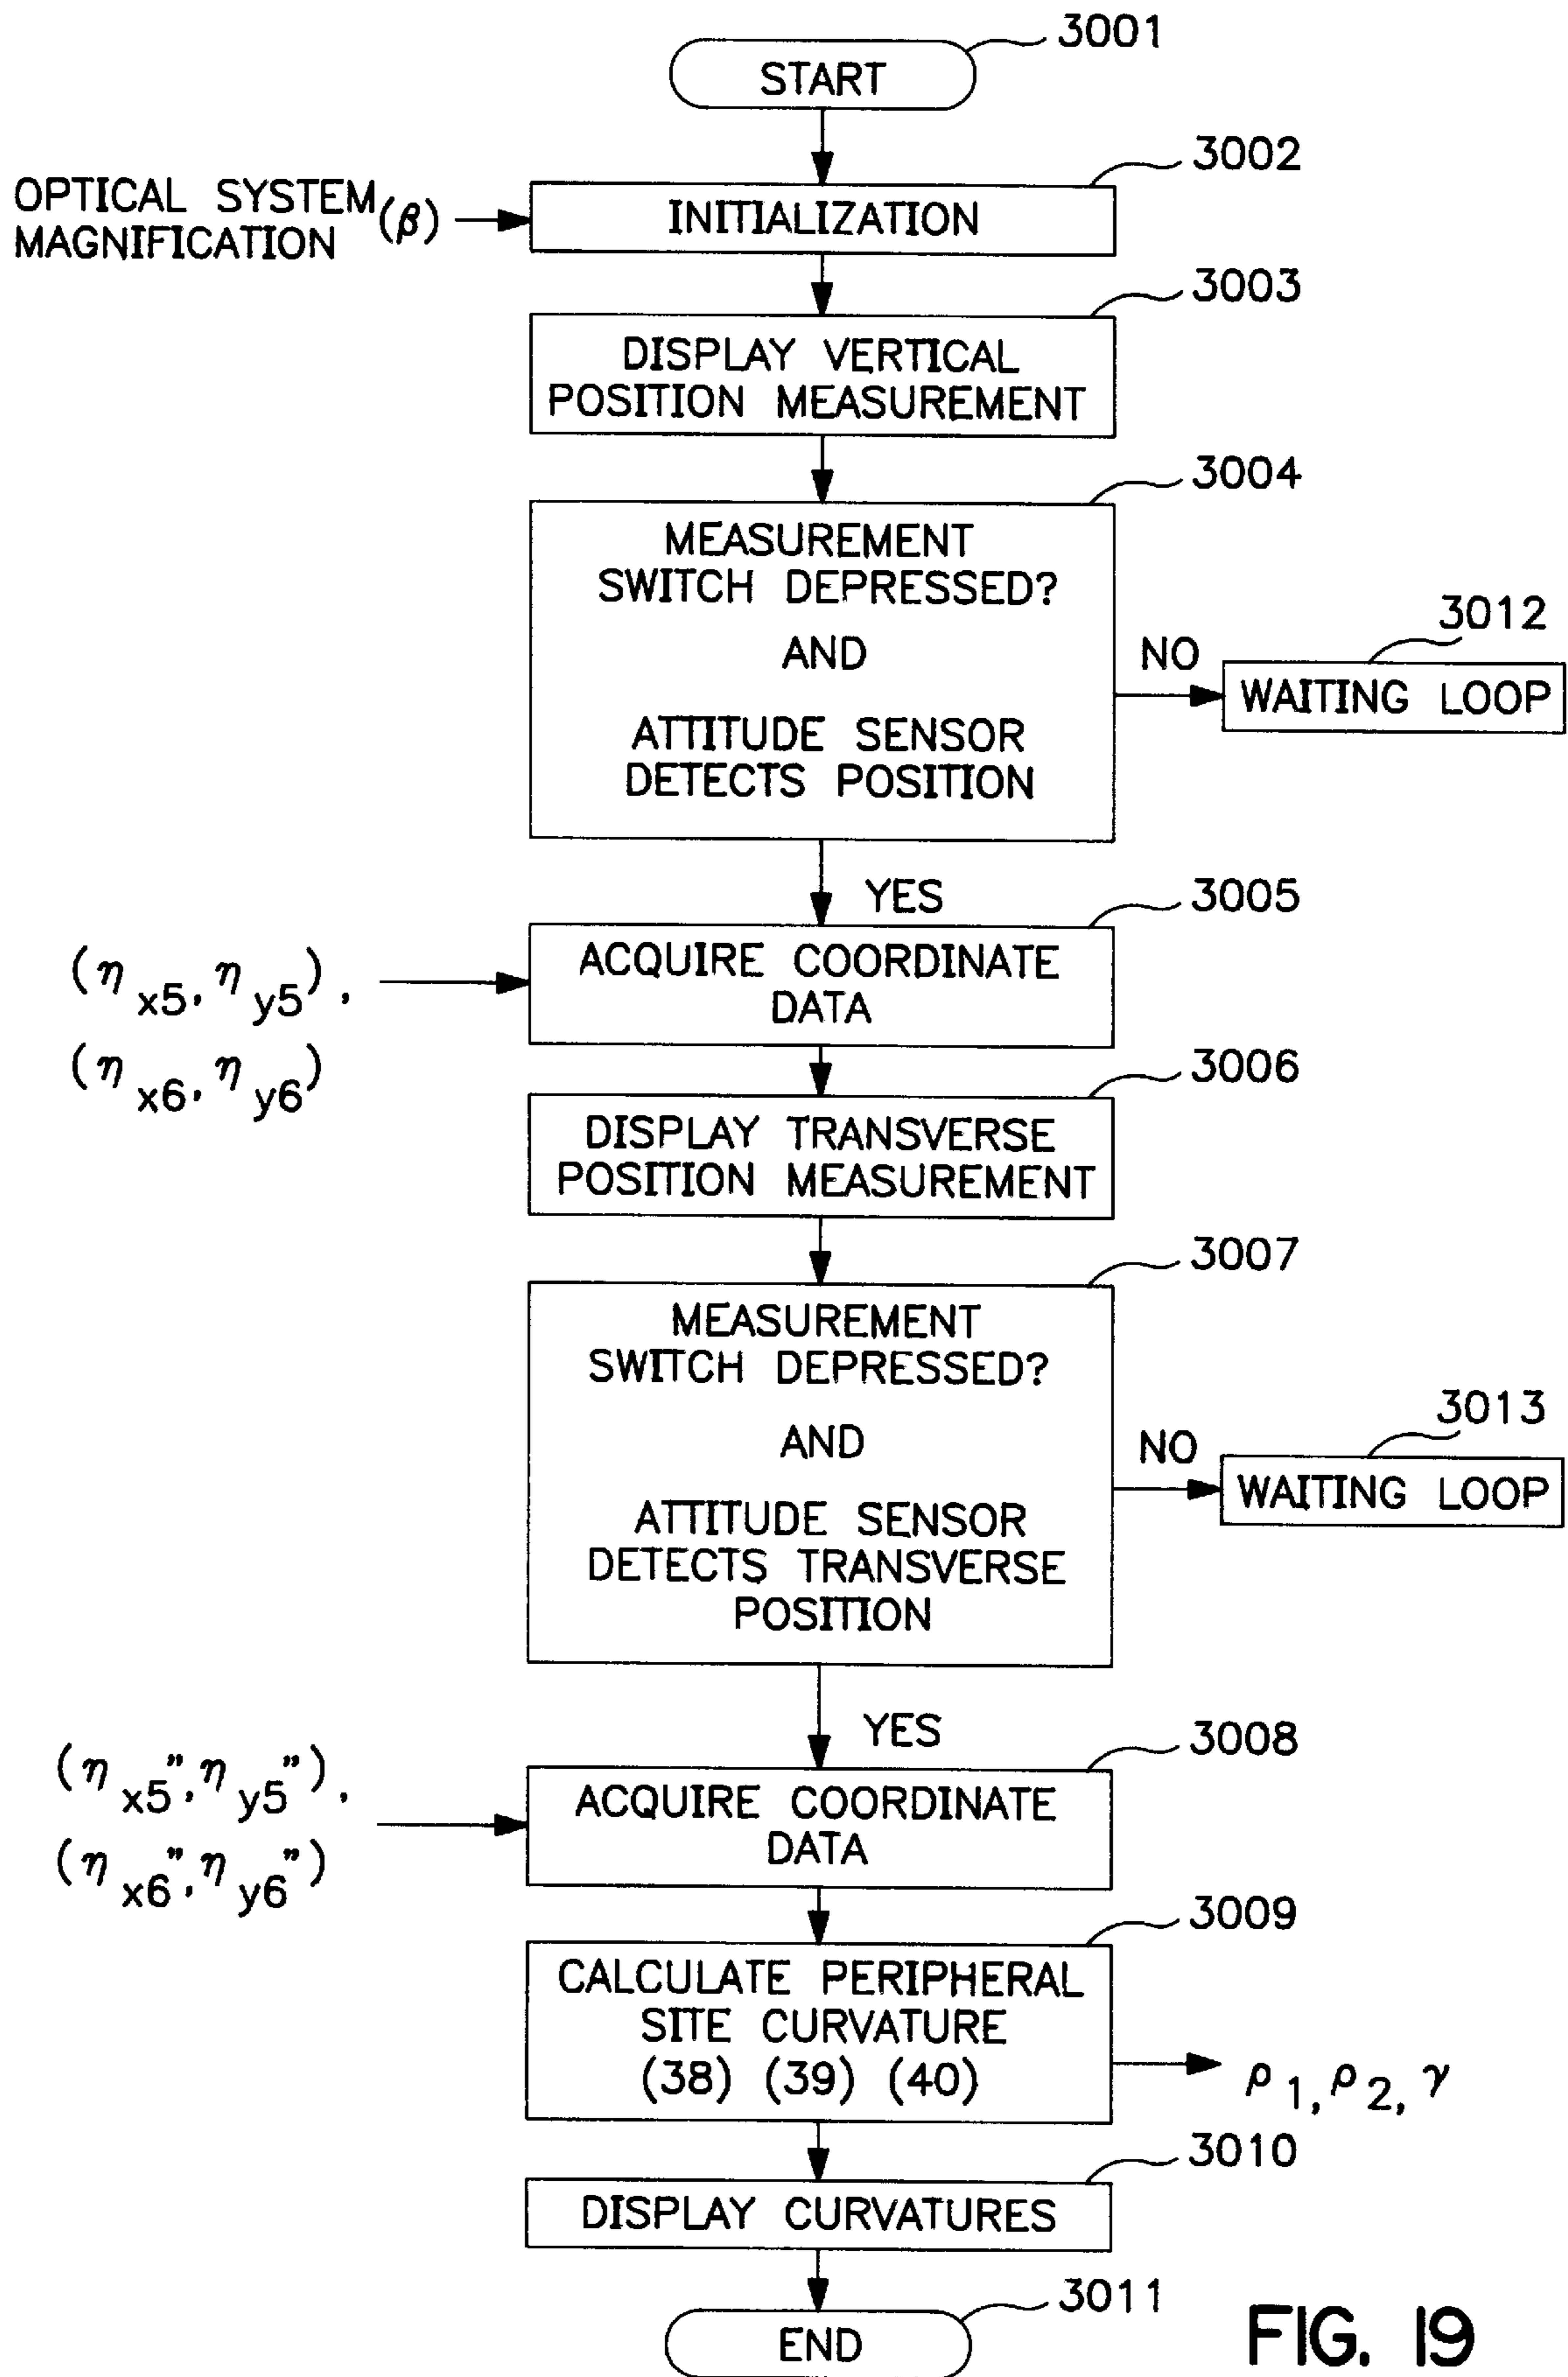 3001
START
3002
OPTICAL SYSTEM
MAGNIFICATION (β)
INITIALIZATION
3003
DISPLAY VERTICAL
POSITION MEASUREMENT
3004
MEASUREMENT
SWITCH DEPRESSED?
AND
ATTITUDE SENSOR
DETECTS POSITION
NO
3012
WAITING LOOP
YES
3005
(η x5, η y5),
(η x6, η y6)
ACQUIRE COORDINATE
DATA
3006
DISPLAY TRANSVERSE
POSITION MEASUREMENT
3007
MEASUREMENT
SWITCH DEPRESSED?
AND
ATTITUDE SENSOR
DETECTS TRANSVERSE
POSITION
NO
3013
WAITING LOOP
YES
3008
(η x5", η y5"),
(η x6", η y6")
ACQUIRE COORDINATE
DATA
3009
CALCULATE PERIPHERAL
SITE CURVATURE
(38) (39) (40)
ρ 1, ρ 2, γ
3010
DISPLAY CURVATURES
3011
END
FIG. 19